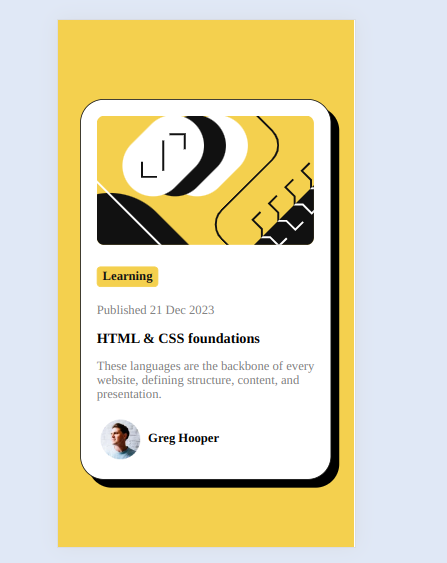 Learning
Published 21 Dec 2023
HTML & CSS foundations
These languages are the backbone of every
website, defining structure, content, and
presentation.
Greg Hooper